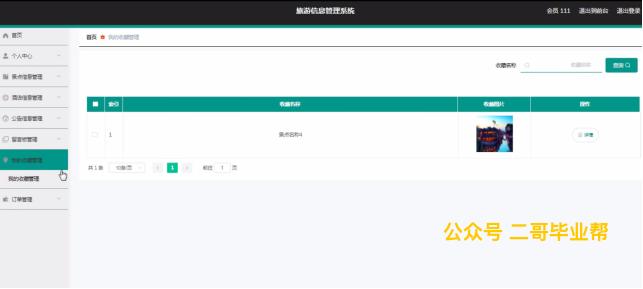 旅游信息管理系统
会员 111 退出到前台 退出登录
首页
首页 我的收藏管理
个人中心
收藏名称 收藏名称 查询
景点信息管理
酒店信息管理
索引 收藏名称 收藏图片 操作
公告信息管理
1 景点名称4 详情
留言板管理
我的收藏管理
共 1 条 10条/页 1 前往 1 页
我的收藏管理
订单管理
公众号 二哥毕业帮